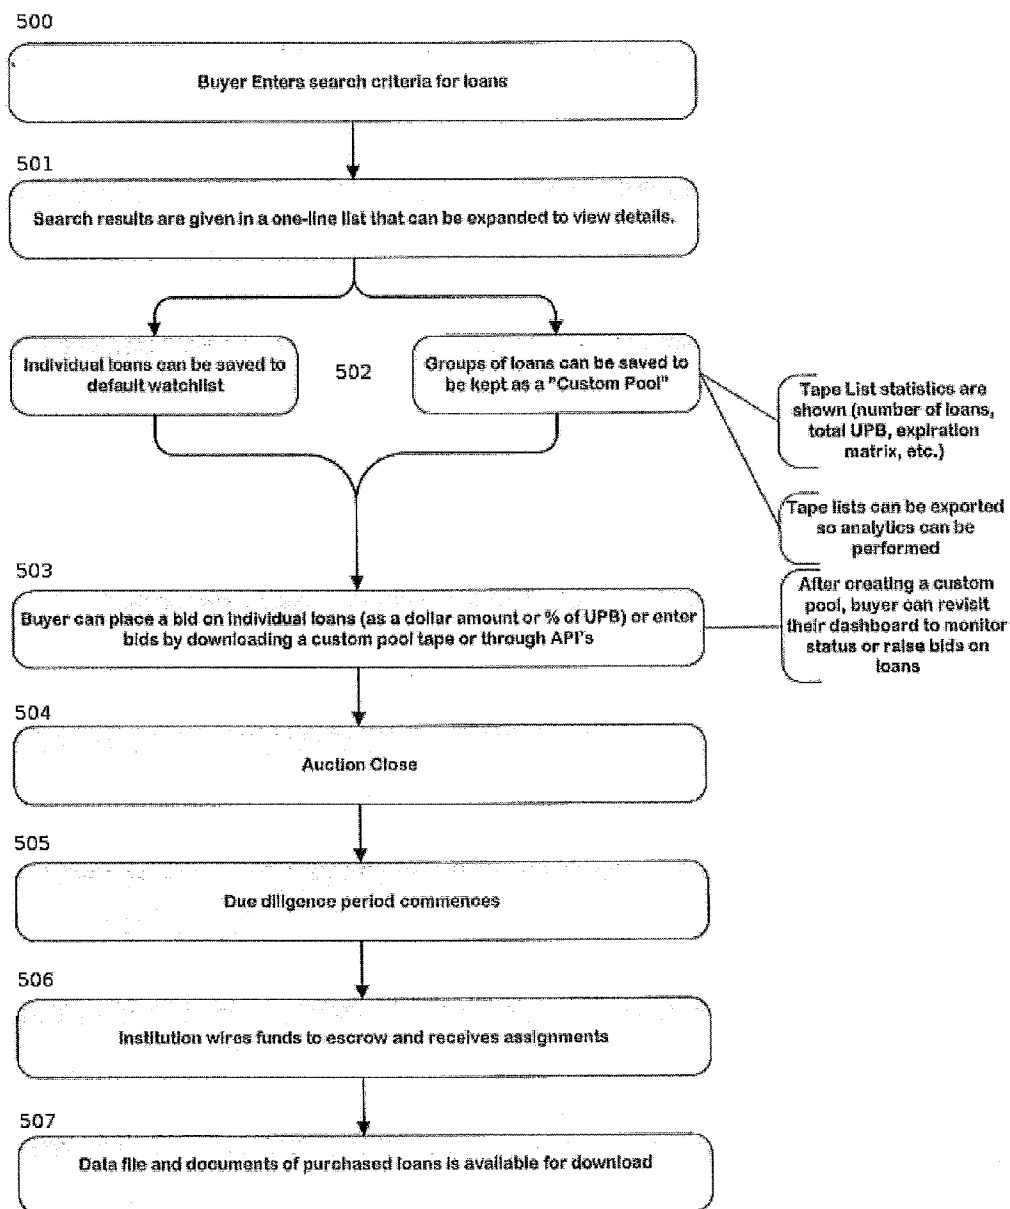 500
Buyer Enters search criteria for loans
501
Search results are given in a one-line list that can be expanded to view details.
Individual loans can be saved to
default watchlist
502
Groups of loans can be saved to
be kept as a "Custom Pool"
Tape List statistics are
shown (number of loans,
total UPB, expiration
matrix, etc.)
Tape lists can be exported
so analytics can be
performed
503
Buyer can place a bid on individual loans (as a dollar amount or % of UPB) or enter
bids by downloading a custom pool tape or through API's
After creating a custom
pool, buyer can revisit
their dashboard to monitor
status or raise bids on
loans
504
Auction Close
505
Due diligence period commences
506
Institution wires funds to escrow and receives assignments
507
Data file and documents of purchased loans is available for download